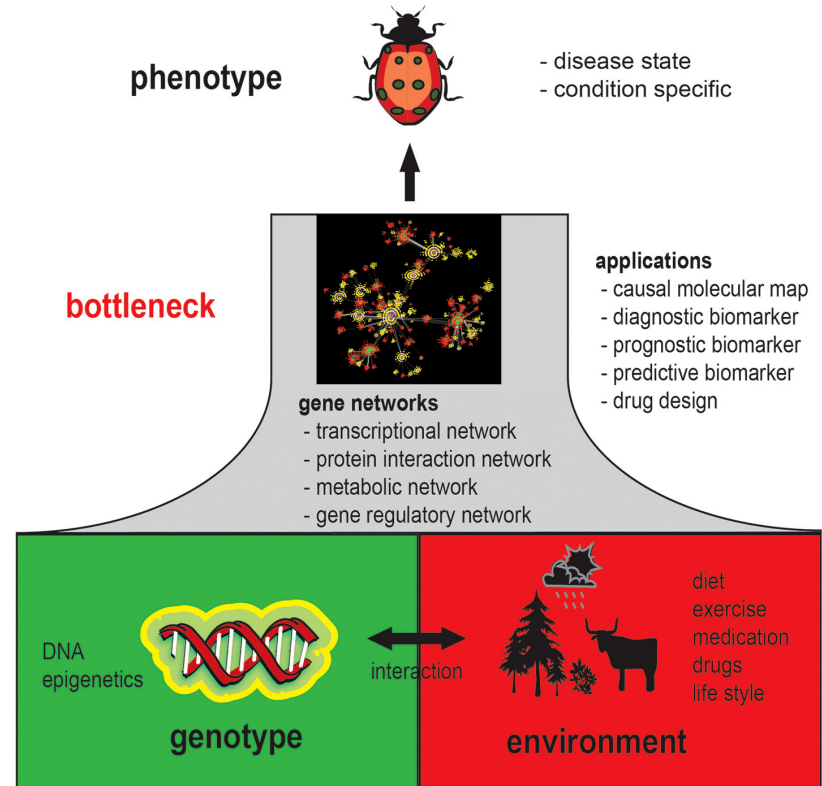 phenotype
- disease state
- condition specific
bottleneck
applications
- causal molecular map
- diagnostic biomarker
- prognostic biomarker
- predictive biomarker
- drug design
gene networks
- transcriptional network
- protein interaction network
- metabolic network
- gene regulatory network
DNA
epigenetics
genotype
interaction
diet
exercise
medication
drugs
life style
environment